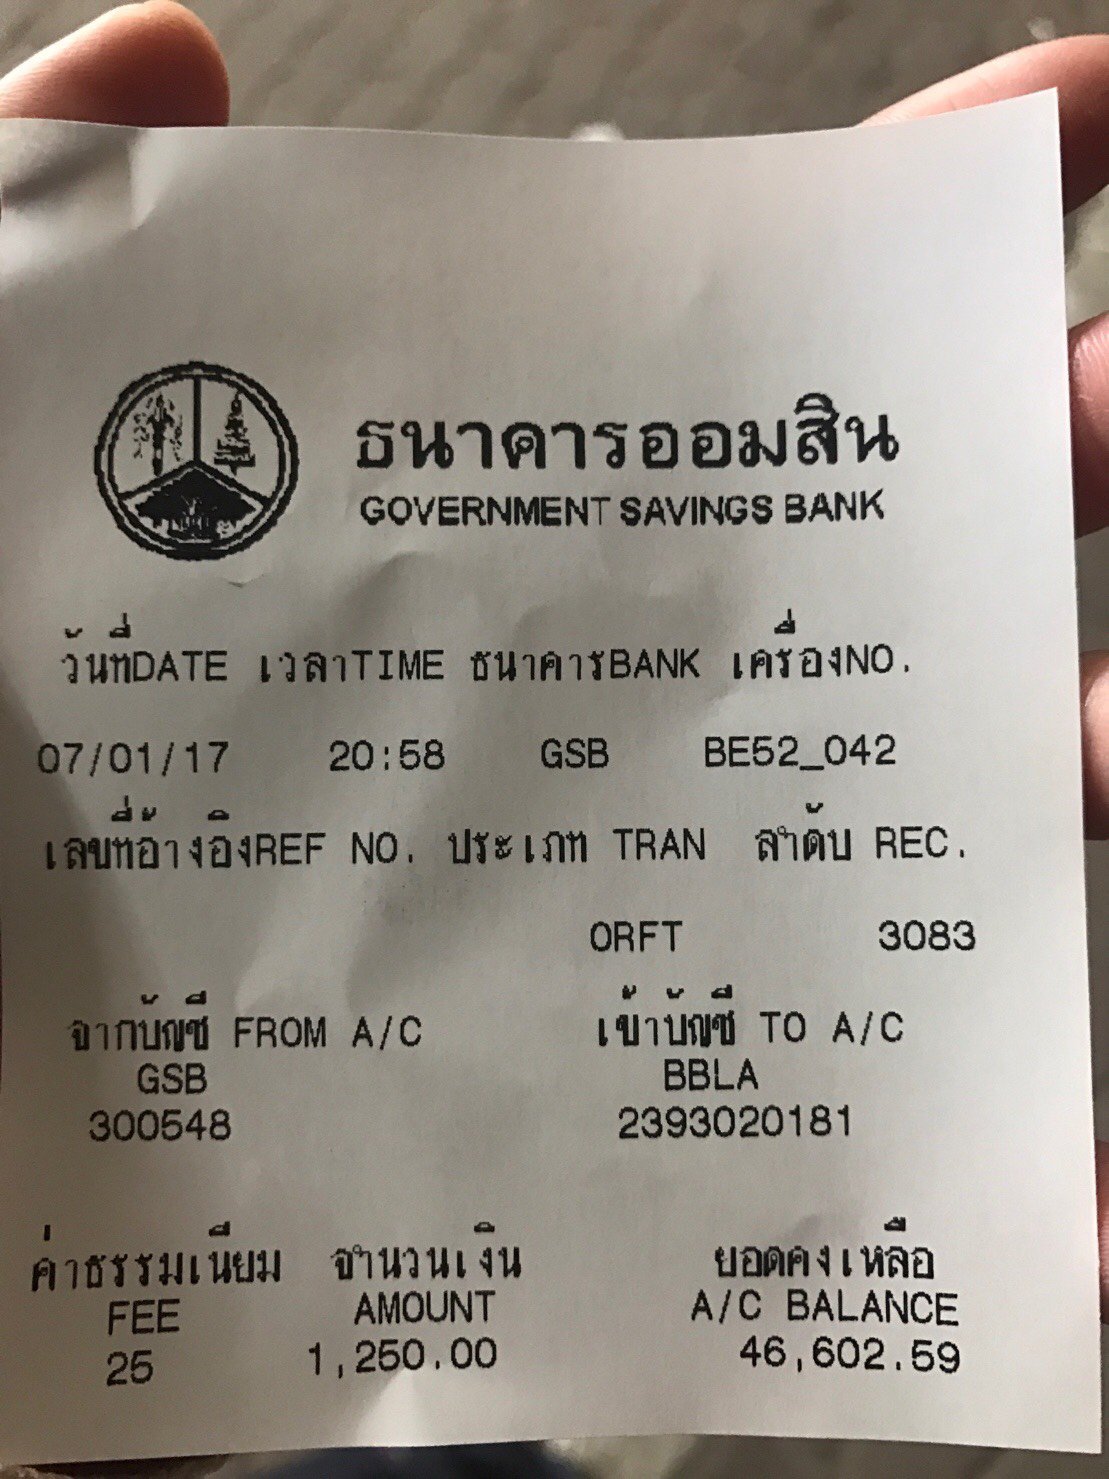 ธนาคารออมสิน
GOVERNMENT SAVINGS BANK
วันที่DATE เวลาTIME ธนาคารBANK เครื่องNO.
07/01/17 20:58 GSB BE52_042
เลขที่อ้างอิงREF NO. ประเภท TRAN ลำดับ REC.
ORFT 3083
จากบัญชี FROM A/C เข้าบัญชี TO A/C
GSB BBLA
300548 2393020181
ค่าธรรมเนียม จำนวนเงิน ยอดคงเหลือ
FEE AMOUNT A/C BALANCE
25 1,250.00 46,602.59